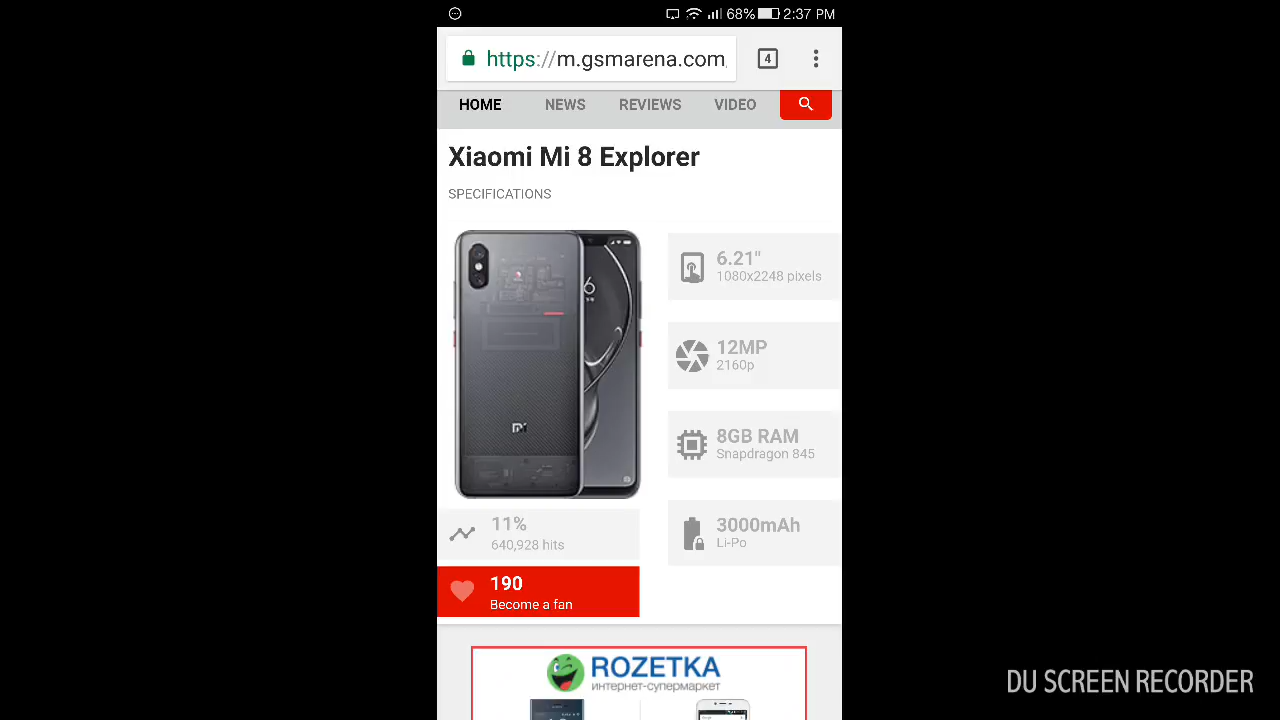 68% 2:37 PM
https://m.gsmarena.com
4
HOME NEWS REVIEWS VIDEO
Xiaomi Mi 8 Explorer
SPECIFICATIONS
6.21"
1080x2248 pixels
12MP
2160p
8GB RAM
Snapdragon 845
3000mAh
Li-Po
11%
640,928 hits
190
Become a fan
ROZETKA
интернет-супермаркет
DU SCREEN RECORDER